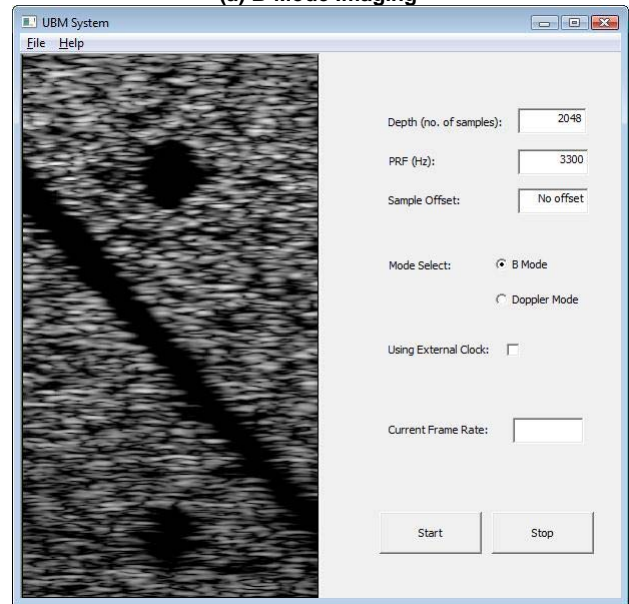 (a) B-Mode Imaging
UBM System
File Help
Depth (no. of samples): 2048
PRF (Hz): 3300
Sample Offset: No offset
Mode Select: B Mode
Doppler Mode
Using External Clock:
Current Frame Rate:
Start Stop